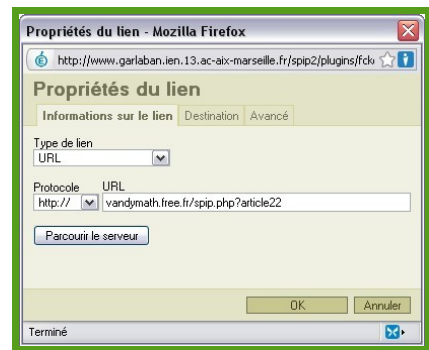 Propriétés du lien - Mozilla Firefox
http://www.garlaban.ien.13.ac-aix-marseille.fr/spip2/plugins/fck
Propriétés du lien
Informations sur le lien Destination Avancé
Type de lien
URL
Protocole URL
http:// vandymath.free.fr/spip.php?article22
Parcourir le serveur
OK Annuler
Terminé